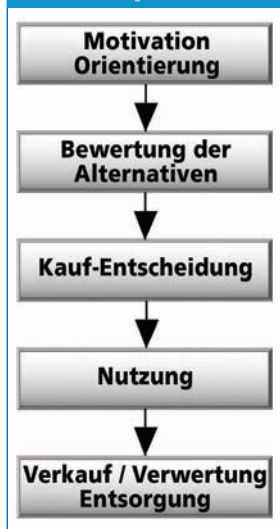 Motivation
Orientierung
Bewertung der
Alternativen
Kauf-Entscheidung
Nutzung
Verkauf / Verwertung
Entsorgung